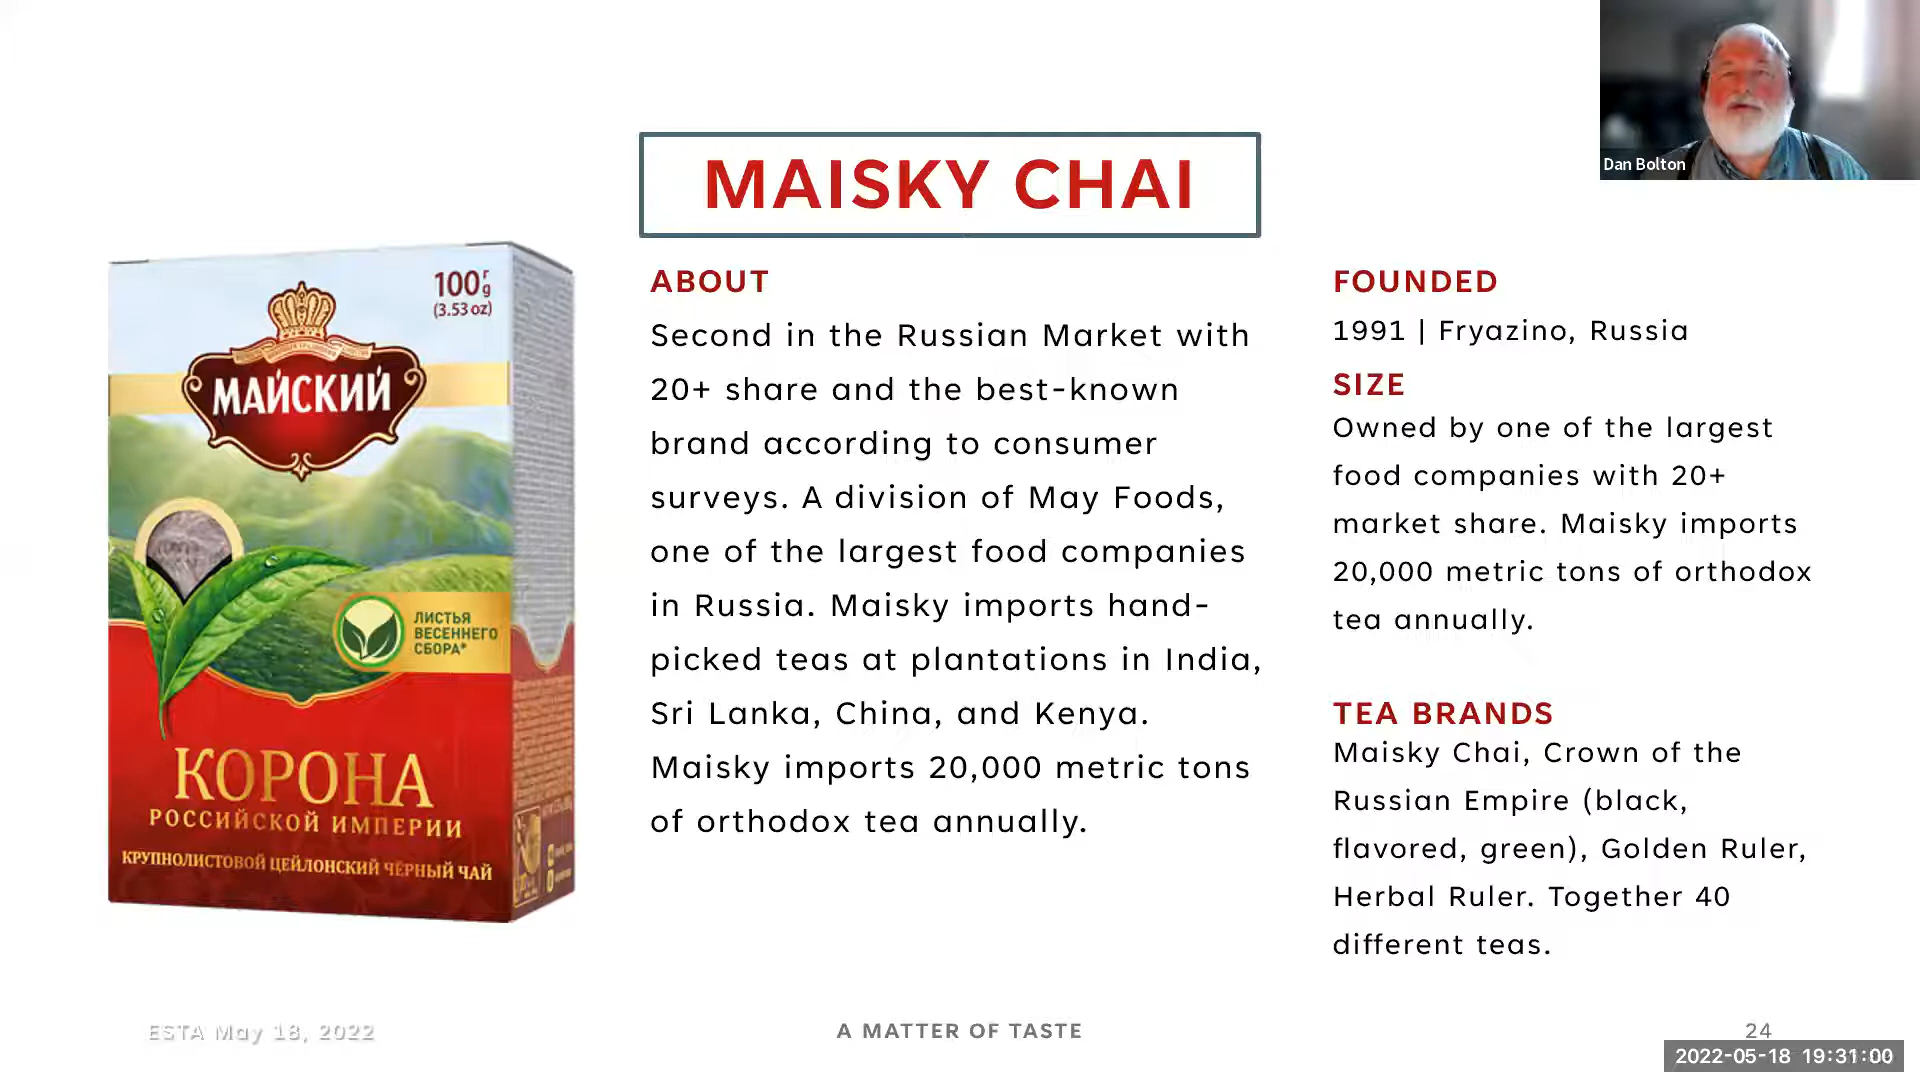 Dan Bolton
MAISKY CHAI
100 г g
(3.53 oz)
МАЙСКИЙ
ЛИСТЬЯ
ВЕСЕННЕГО
СБОРА*
КОРОНА
РОССИЙСКОЙ ИМПЕРИИ
КРУПНОЛИСТОВОЙ ЦЕЙЛОНСКИЙ ЧЁРНЫЙ ЧАЙ
ABOUT
Second in the Russian Market with
20+ share and the best-known
brand according to consumer
surveys. A division of May Foods,
one of the largest food companies
in Russia. Maisky imports hand-
picked teas at plantations in India,
Sri Lanka, China, and Kenya.
Maisky imports 20,000 metric tons
of orthodox tea annually.
FOUNDED
1991 | Fryazino, Russia
SIZE
Owned by one of the largest
food companies with 20+
market share. Maisky imports
20,000 metric tons of orthodox
tea annually.
TEA BRANDS
Maisky Chai, Crown of the
Russian Empire (black,
flavored, green), Golden Ruler,
Herbal Ruler. Together 40
different teas.
ESTA May 18, 2022
A MATTER OF TASTE
24
2022-05-18 19:31:00